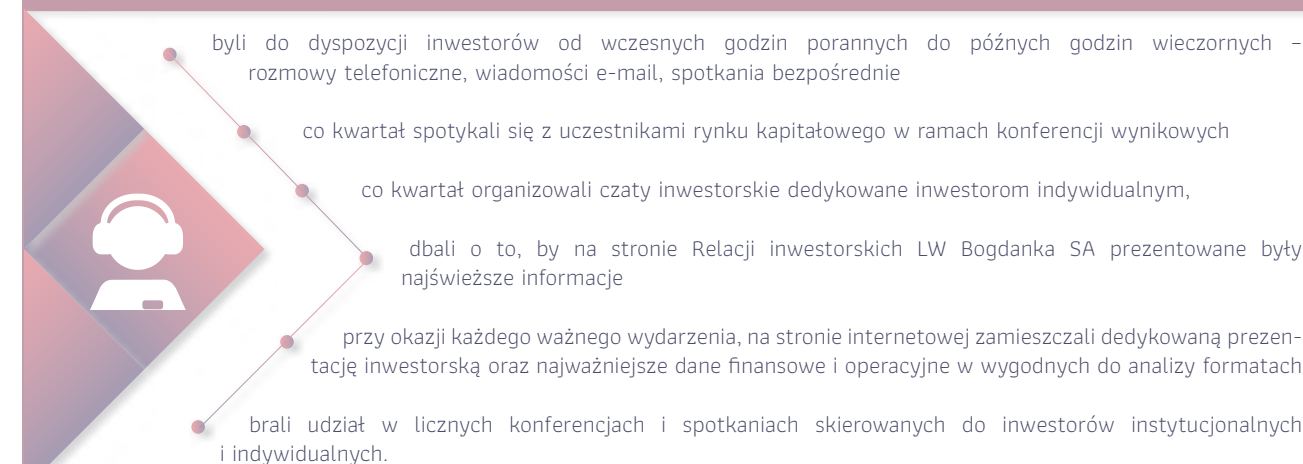 byli do dyspozycji inwestorów od wczesnych godzin porannych do późnych godzin wieczornych –
rozmowy telefoniczne, wiadomości e-mail, spotkania bezpośrednie
co kwartał spotykali się z uczestnikami rynku kapitałowego w ramach konferencji wynikowych
co kwartał organizowali czaty inwestorskie dedykowane inwestorom indywidualnym,
dbali o to, by na stronie Relacji inwestorskich LW Bogdanka SA prezentowane były
najświeższe informacje
przy okazji każdego ważnego wydarzenia, na stronie internetowej zamieszczali dedykowaną prezen-
tację inwestorską oraz najważniejsze dane finansowe i operacyjne w wygodnych do analizy formatach
brali udział w licznych konferencjach i spotkaniach skierowanych do inwestorów instytucjonalnych
i indywidualnych.